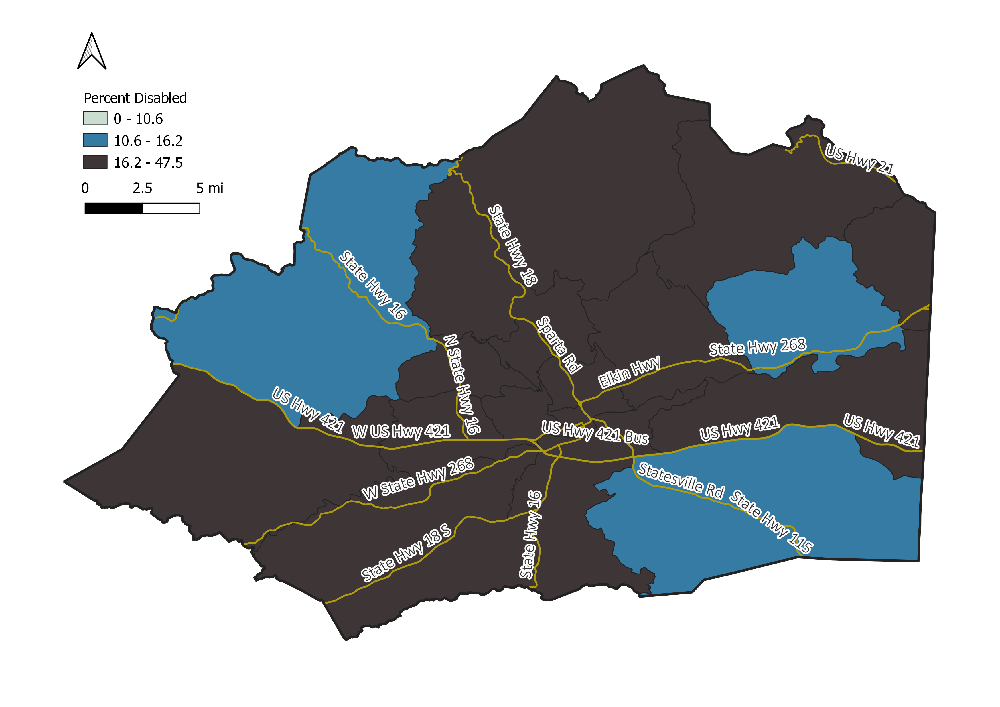 Percent Disabled
0 - 10.6
10.6 - 16.2
16.2 - 47.5
0 2.5 5 mi
US Hwy 21
State Hwy 18
State Hwy 16
Sparta Rd
N State Hwy 16
State Hwy 268
Elkin Hwy
US Hwy 421
W US Hwy 421
US Hwy 421 Bus
US Hwy 421
US Hwy 421
W State Hwy 268
Statesville Rd
State Hwy 115
State Hwy 16
State Hwy 18 S